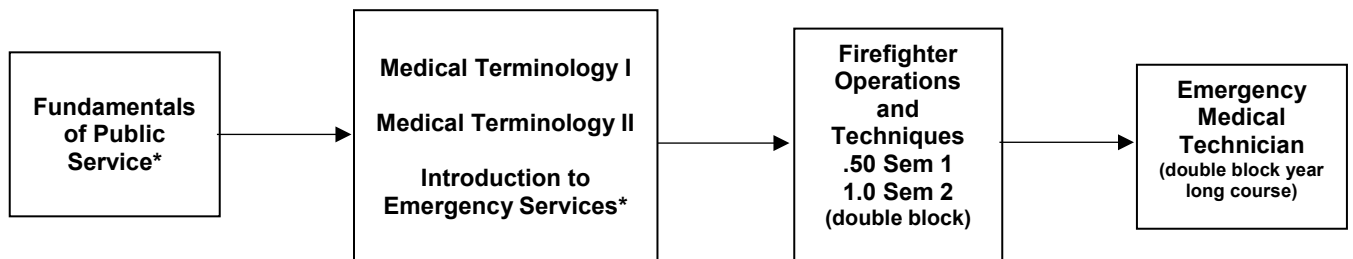 Fundamentals
of Public
Service*
Medical Terminology I
Medical Terminology II
Introduction to
Emergency Services*
Firefighter
Operations
and
Techniques
.50 Sem 1
1.0 Sem 2
(double block)
Emergency
Medical
Technician
(double block year
long course)